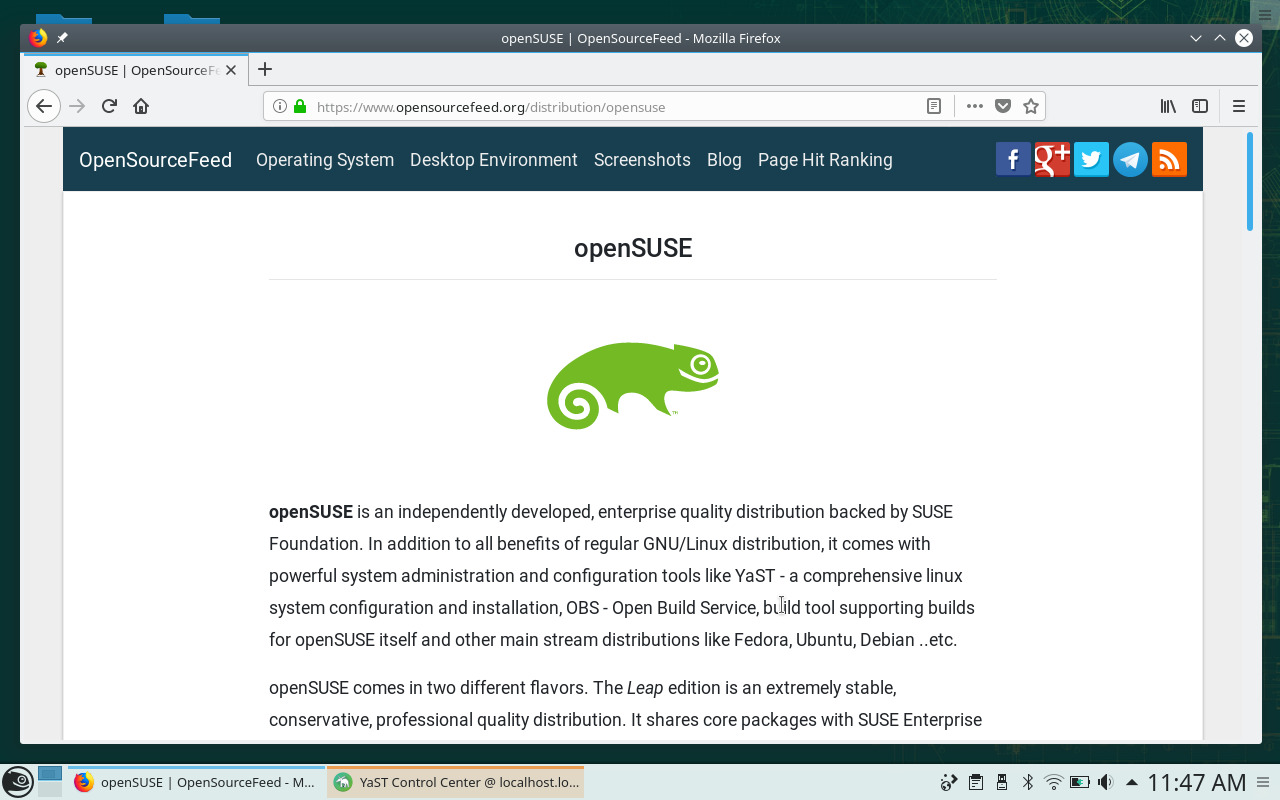 openSUSE | OpenSourceFeed - Mozilla Firefox
openSUSE | OpenSourceFe
https://www.opensourcefeed.org/distribution/opensuse
OpenSourceFeed Operating System Desktop Environment Screenshots Blog Page Hit Ranking
openSUSE
openSUSE is an independently developed, enterprise quality distribution backed by SUSE
Foundation. In addition to all benefits of regular GNU/Linux distribution, it comes with
powerful system administration and configuration tools like YaST - a comprehensive linux
system configuration and installation, OBS - Open Build Service, build tool supporting builds
for openSUSE itself and other main stream distributions like Fedora, Ubuntu, Debian ..etc.
openSUSE comes in two different flavors. The Leap edition is an extremely stable,
conservative, professional quality distribution. It shares core packages with SUSE Enterprise
openSUSE | OpenSourceFeed - M... YaST Control Center @ localhost.lo... 11:47 AM